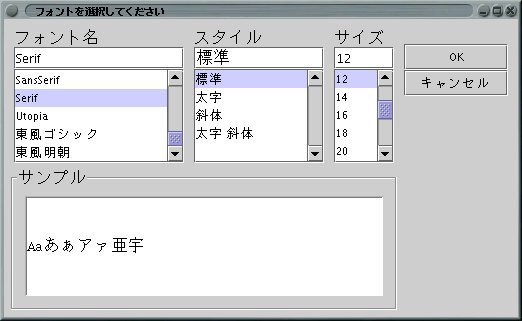 フォントを選択してください
フォント名
スタイル
サイズ
Serif
標準
12
OK
キャンセル
SansSerif
Serif
Utopia
東風ゴシック
東風明朝
標準
太字
斜体
太字 斜体
12
14
16
18
20
サンプル
Aaあぁアァ亜宇